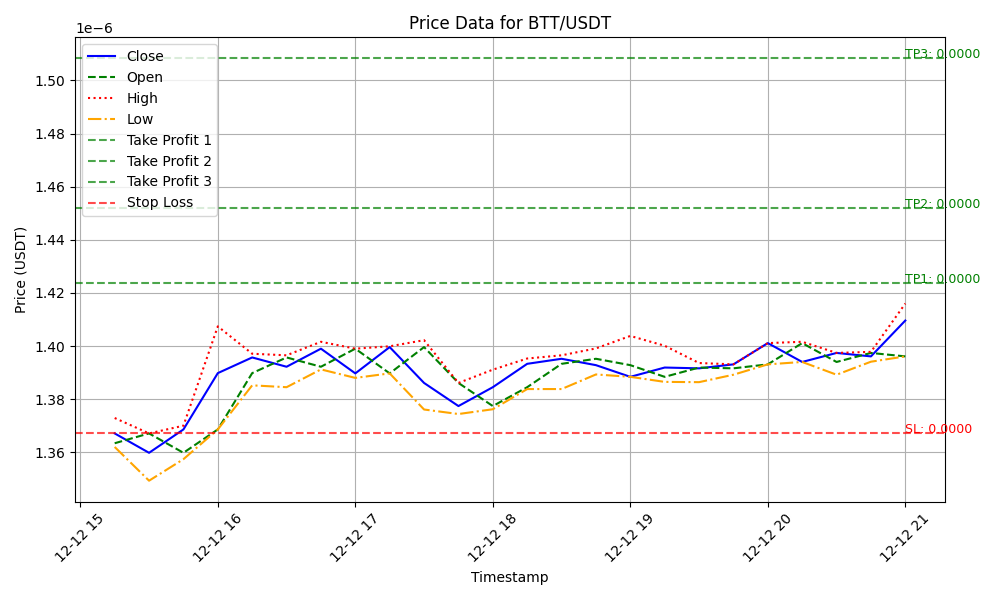 Price Data for BTT/USDT
1e−6
Close
Open
High
Low
Take Profit 1
Take Profit 2
Take Profit 3
Stop Loss
TP3: 0.0000
TP2: 0.0000
TP1: 0.0000
SL: 0.0000
1.50
1.48
1.46
1.44
1.42
1.40
1.38
1.36
Price (USDT)
12-12 15
12-12 16
12-12 17
12-12 18
12-12 19
12-12 20
12-12 21
Timestamp